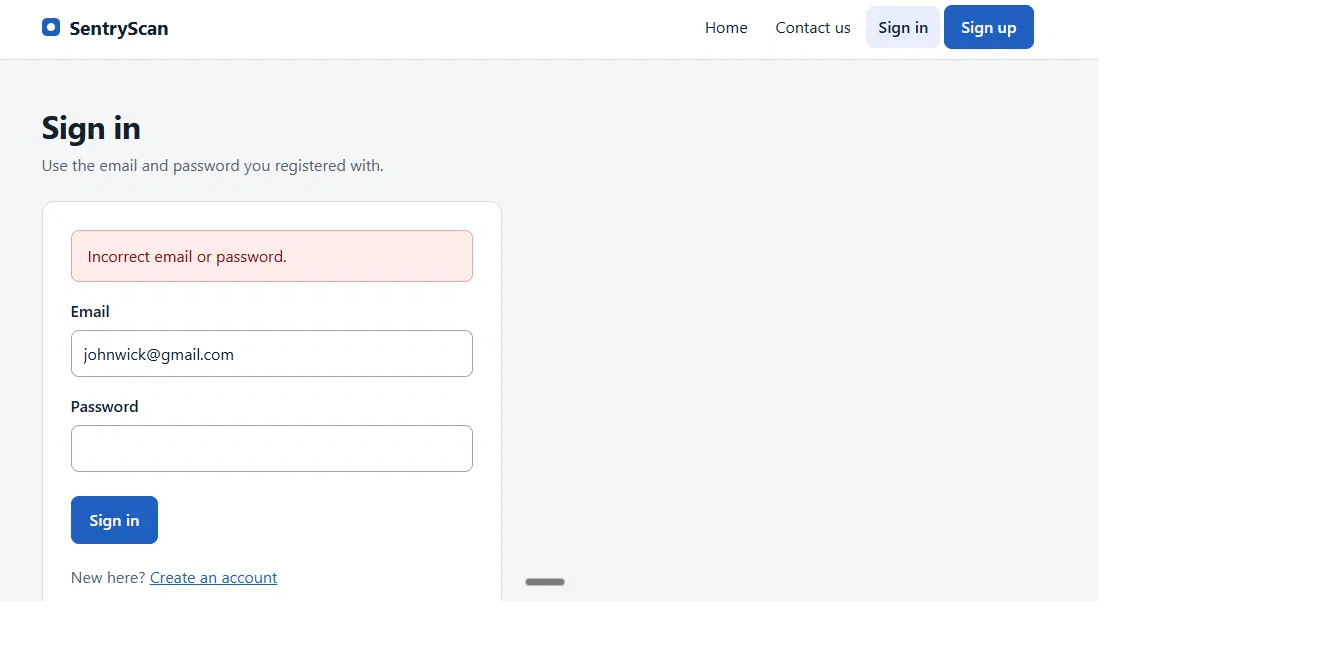 SentryScan
Home Contact us Sign in Sign up
Sign in
Use the email and password you registered with.
Incorrect email or password.
Email
johnwick@gmail.com
Password
Sign in
New here? Create an account